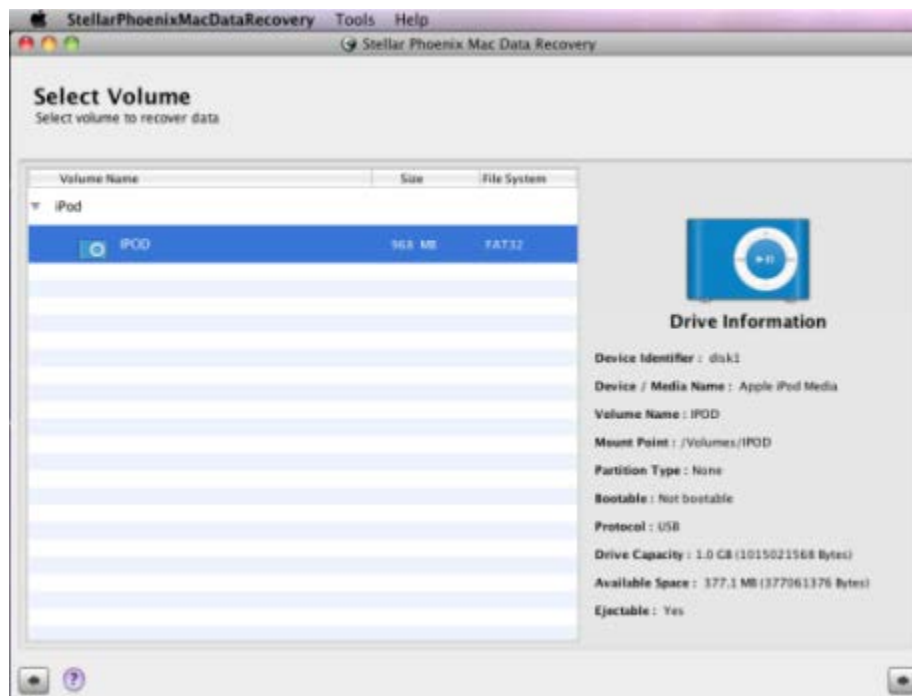 StellarPhoenixMacDataRecovery Tools Help
Stellar Phoenix Mac Data Recovery
Select Volume
Select volume to recover data
Volume Name Size File System
iPod
IPOD 968 MB FAT32
Drive Information
Device Identifier : disk1
Device / Media Name : Apple iPod Media
Volume Name : IPOD
Mount Point : /Volumes/IPOD
Partition Type : None
Bootable : Not bootable
Protocol : USB
Drive Capacity : 1.0 GB (1015021568 Bytes)
Available Space : 377.1 MB (377061376 Bytes)
Ejectable : Yes
?